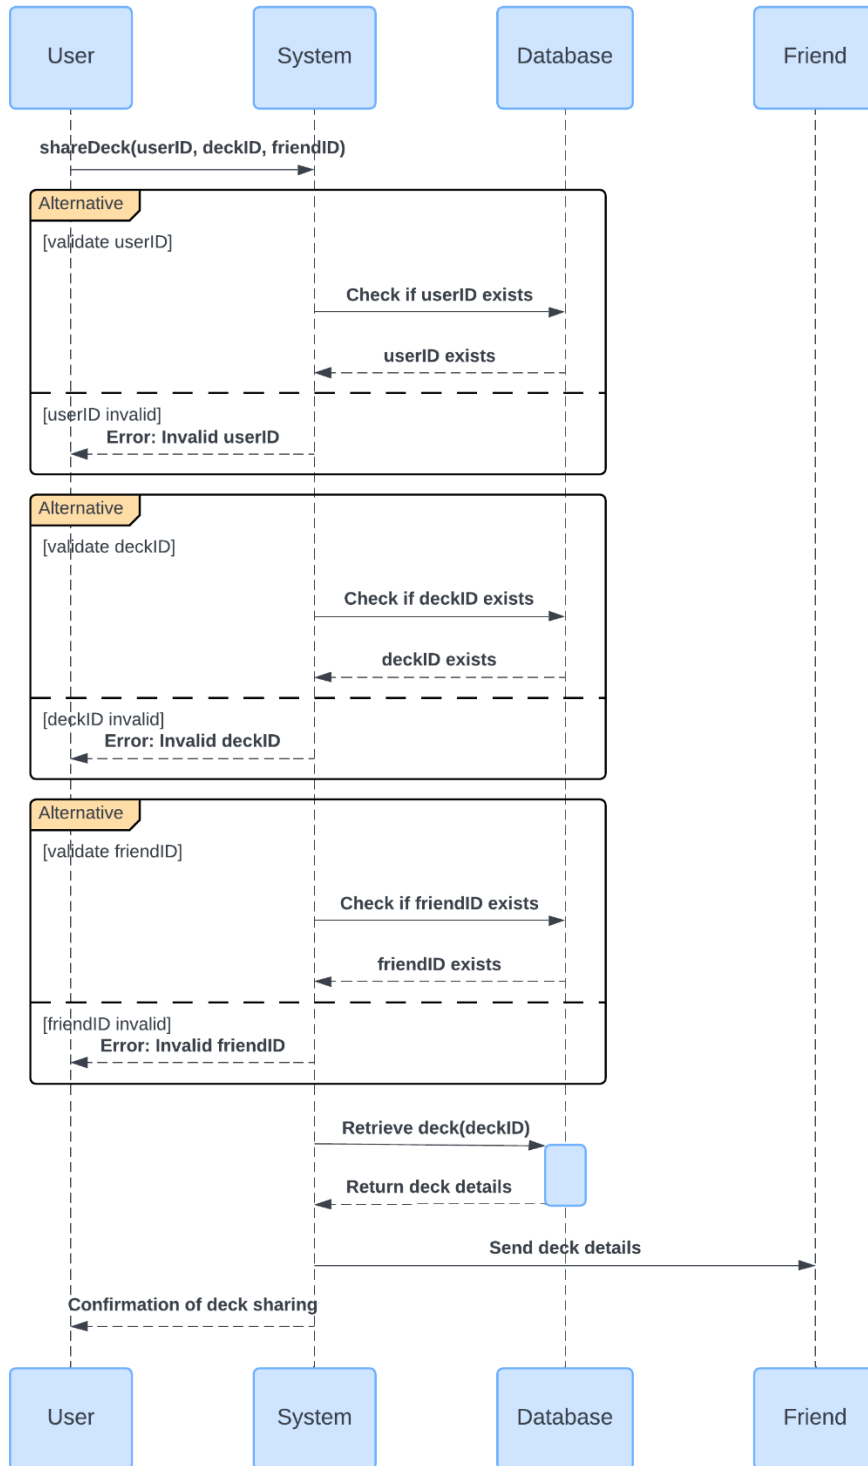 User
System
Database
Friend
shareDeck(userID, deckID, friendID)
Alternative
[validate userID]
Check if userID exists
userID exists
[userID invalid]
Error: Invalid userID
Alternative
[validate deckID]
Check if deckID exists
deckID exists
[deckID invalid]
Error: Invalid deckID
Alternative
[validate friendID]
Check if friendID exists
friendID exists
[friendID invalid]
Error: Invalid friendID
Retrieve deck(deckID)
Return deck details
Send deck details
Confirmation of deck sharing
User
System
Database
Friend